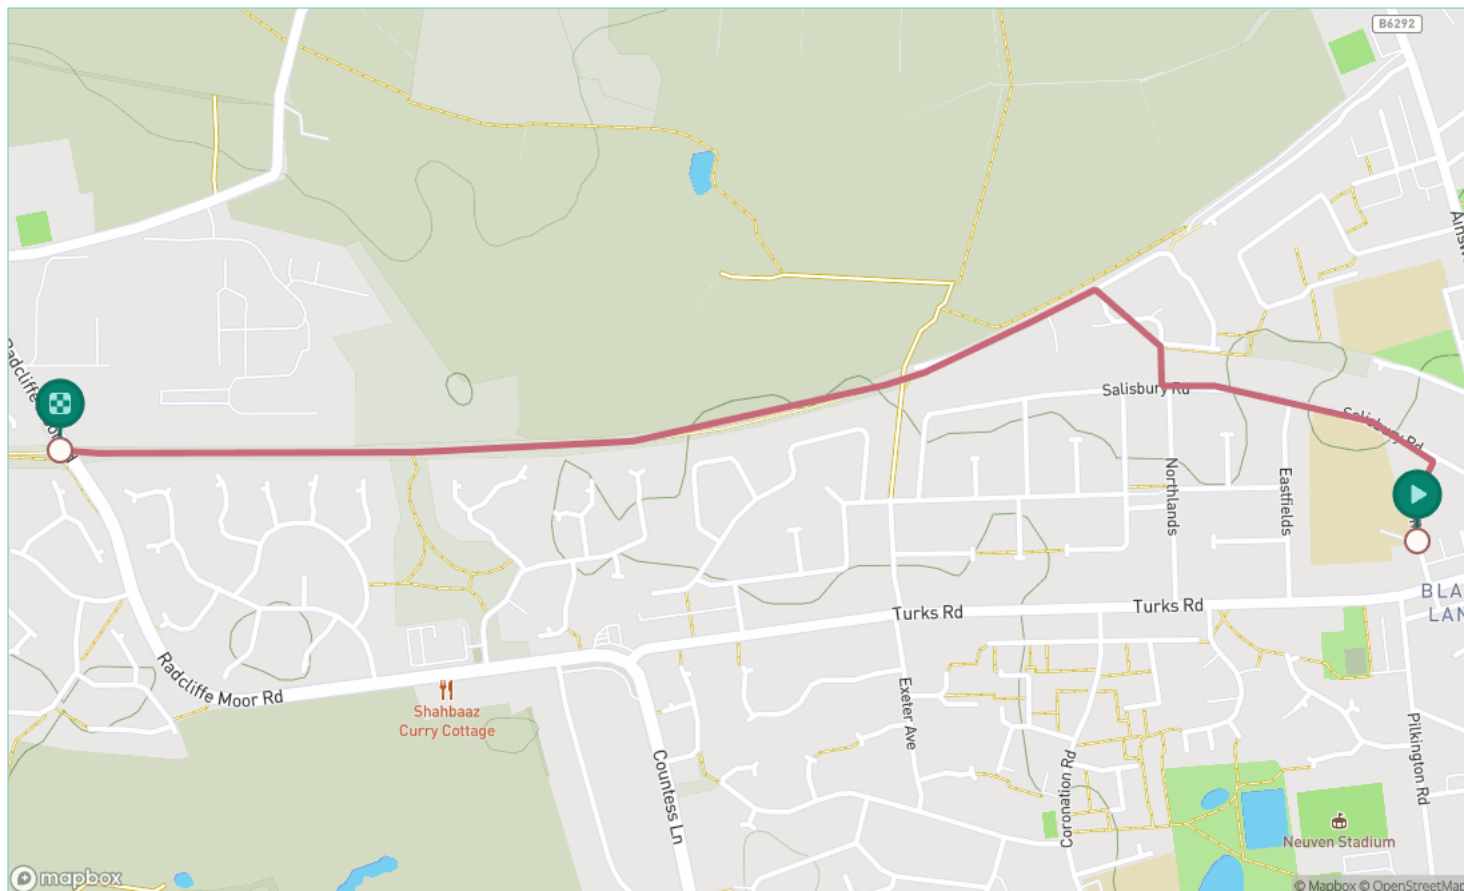 B6292
Salisbury Rd
Salisbury Rd
Northlands
Eastfields
Turks Rd
Turks Rd
BLA
LAN
Radcliffe Moor Rd
Shahbaaz
Curry Cottage
Exeter Ave
Countess Ln
Coronation Rd
Pilkington Rd
Neuven Stadium
mapbox
© Mapbox © OpenStreetMap